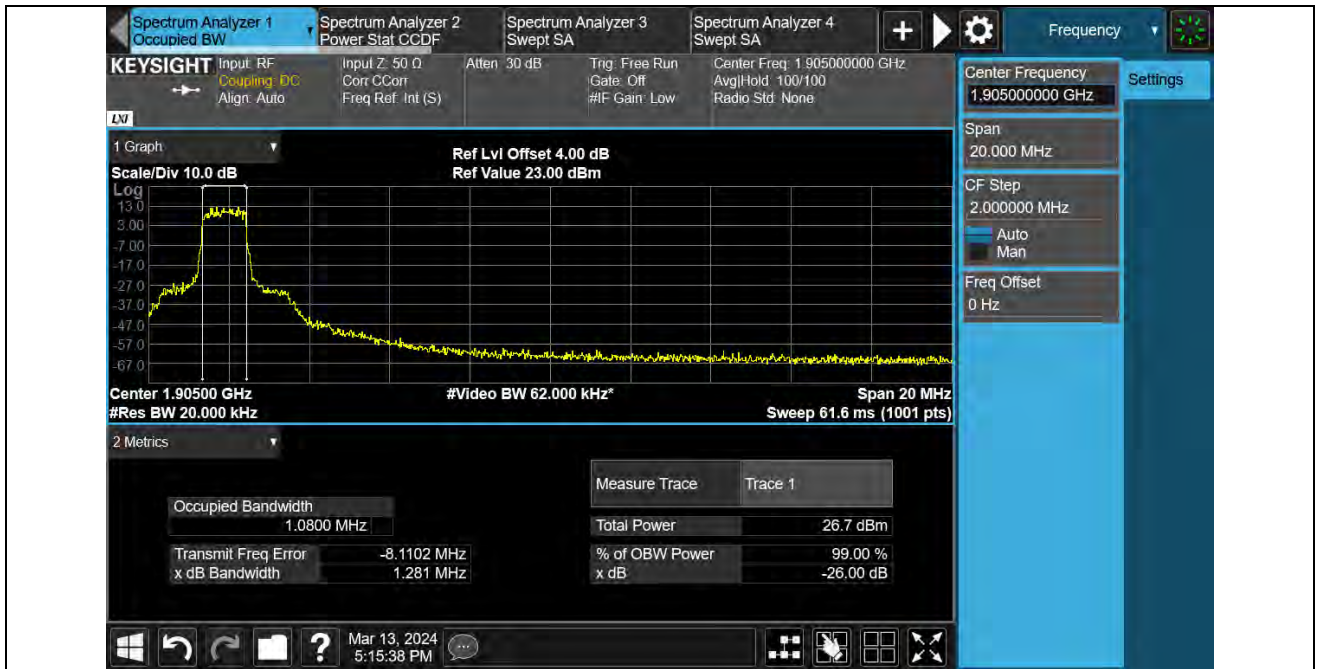 Spectrum Analyzer 1
Occupied BW
Spectrum Analyzer 2
Power Stat CCDF
Spectrum Analyzer 3
Swept SA
Spectrum Analyzer 4
Swept SA
+
Frequency
KEYSIGHT
LXI
Input: RF
Coupling: DC
Align: Auto
Input Z: 50 Ω
Corr CCorr
Freq Ref: Int (S)
Atten: 30 dB
Trig: Free Run
Gate: Off
#IF Gain: Low
Center Freq: 1.905000000 GHz
Avg|Hold: 100/100
Radio Std: None
Center Frequency
1.905000000 GHz
Settings
Span
20.000 MHz
CF Step
2.000000 MHz
Auto
Man
Freq Offset
0 Hz
1 Graph
Scale/Div 10.0 dB
Ref Lvl Offset 4.00 dB
Ref Value 23.00 dBm
Log
13.0
3.00
-7.00
-17.0
-27.0
-37.0
-47.0
-57.0
-67.0
Center 1.90500 GHz
#Res BW 20.000 kHz
#Video BW 62.000 kHz*
Span 20 MHz
Sweep 61.6 ms (1001 pts)
2 Metrics
Measure Trace Trace 1
Occupied Bandwidth
1.0800 MHz
Total Power 26.7 dBm
Transmit Freq Error -8.1102 MHz
% of OBW Power 99.00 %
x dB Bandwidth 1.281 MHz
x dB -26.00 dB
?
Mar 13, 2024
5:15:38 PM